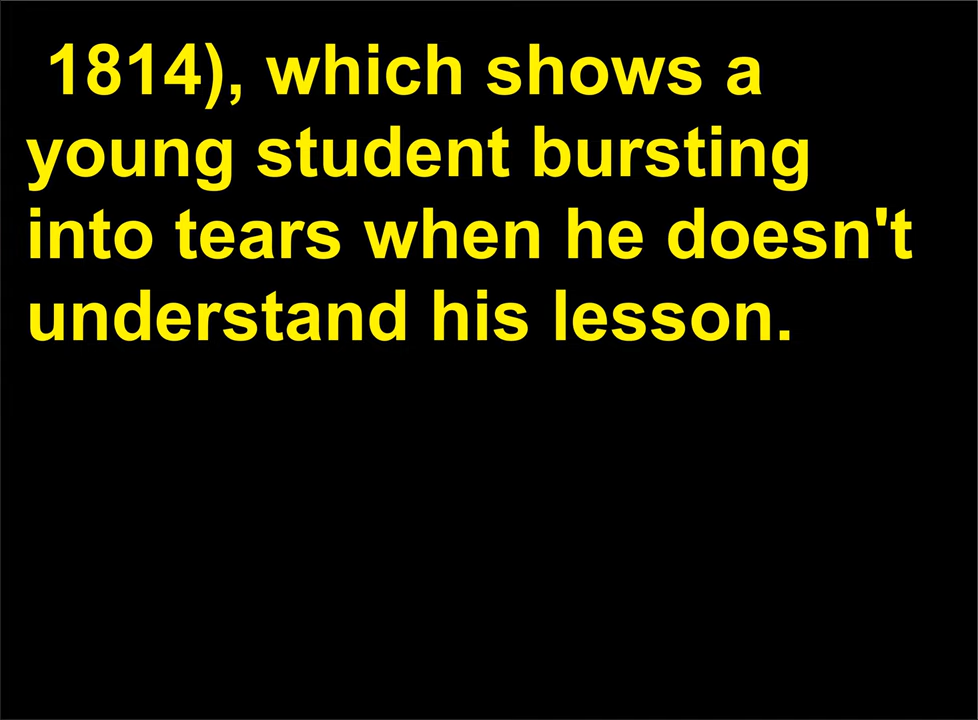 1814), which shows a
young student bursting
into tears when he doesn't
understand his lesson.